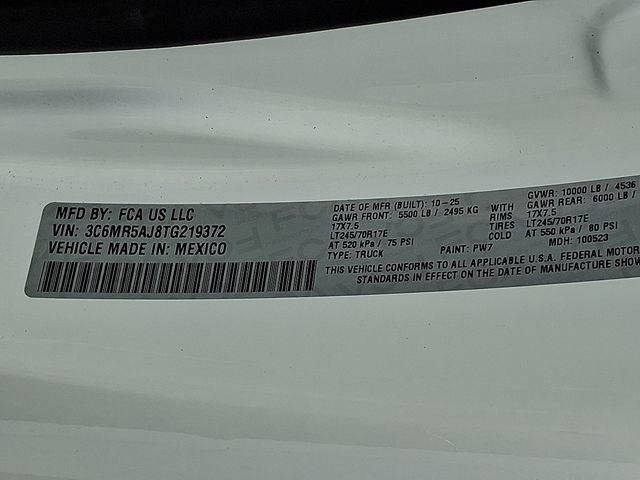 MFD BY: FCA US LLC
VIN: 3C6MR5AJ8TG219372
VEHICLE MADE IN: MEXICO
DATE OF MFR (BUILT): 10-25 GVWR: 10000 LB / 4536
GAWR FRONT: 5500 LB / 2495 KG WITH GAWR REAR: 6000 LB /
17X7.5 RIMS 17X7.5
LT245/70R17E TIRES LT245/70R17E
AT 520 kPa / 75 PSI COLD AT 550 kPa / 80 PSI
TYPE: TRUCK PAINT: PW7 MDH: 100523
THIS VEHICLE CONFORMS TO ALL APPLICABLE U.S.A. FEDERAL MOTOR
STANDARDS IN EFFECT ON THE DATE OF MANUFACTURE SHOW